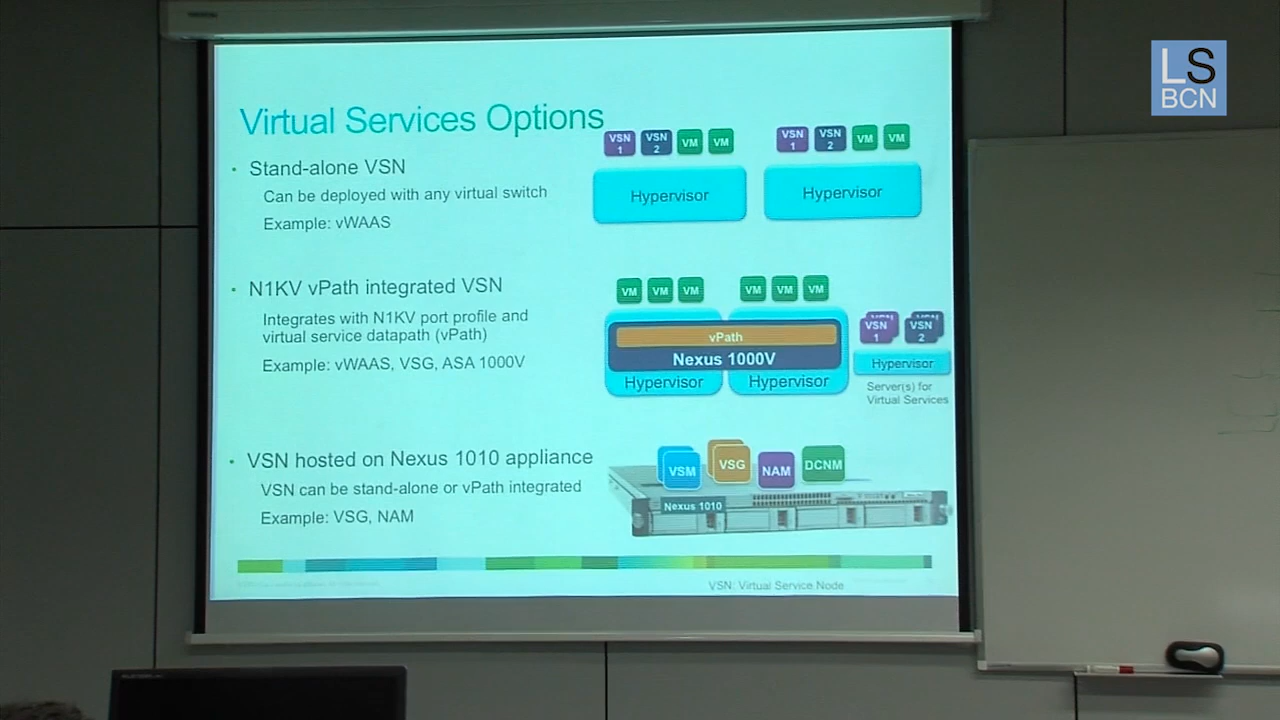 LS
BCN
Virtual Services Options
• Stand-alone VSN
Can be deployed with any virtual switch
Example: vWAAS
VSN 1
VSN 2
VM
VM
Hypervisor
VSN 1
VSN 2
VM
VM
Hypervisor
• N1KV vPath integrated VSN
Integrates with N1KV port profile and
virtual service datapath (vPath)
Example: vWAAS, VSG, ASA 1000V
VM
VM
VM
VM
VM
VM
vPath
Nexus 1000V
Hypervisor
Hypervisor
VSN 1
VSN 2
Hypervisor
Server(s) for
Virtual Services
• VSN hosted on Nexus 1010 appliance
VSN can be stand-alone or vPath integrated
Example: VSG, NAM
VSM
VSG
NAM
DCNM
Nexus 1010
VSN: Virtual Service Node